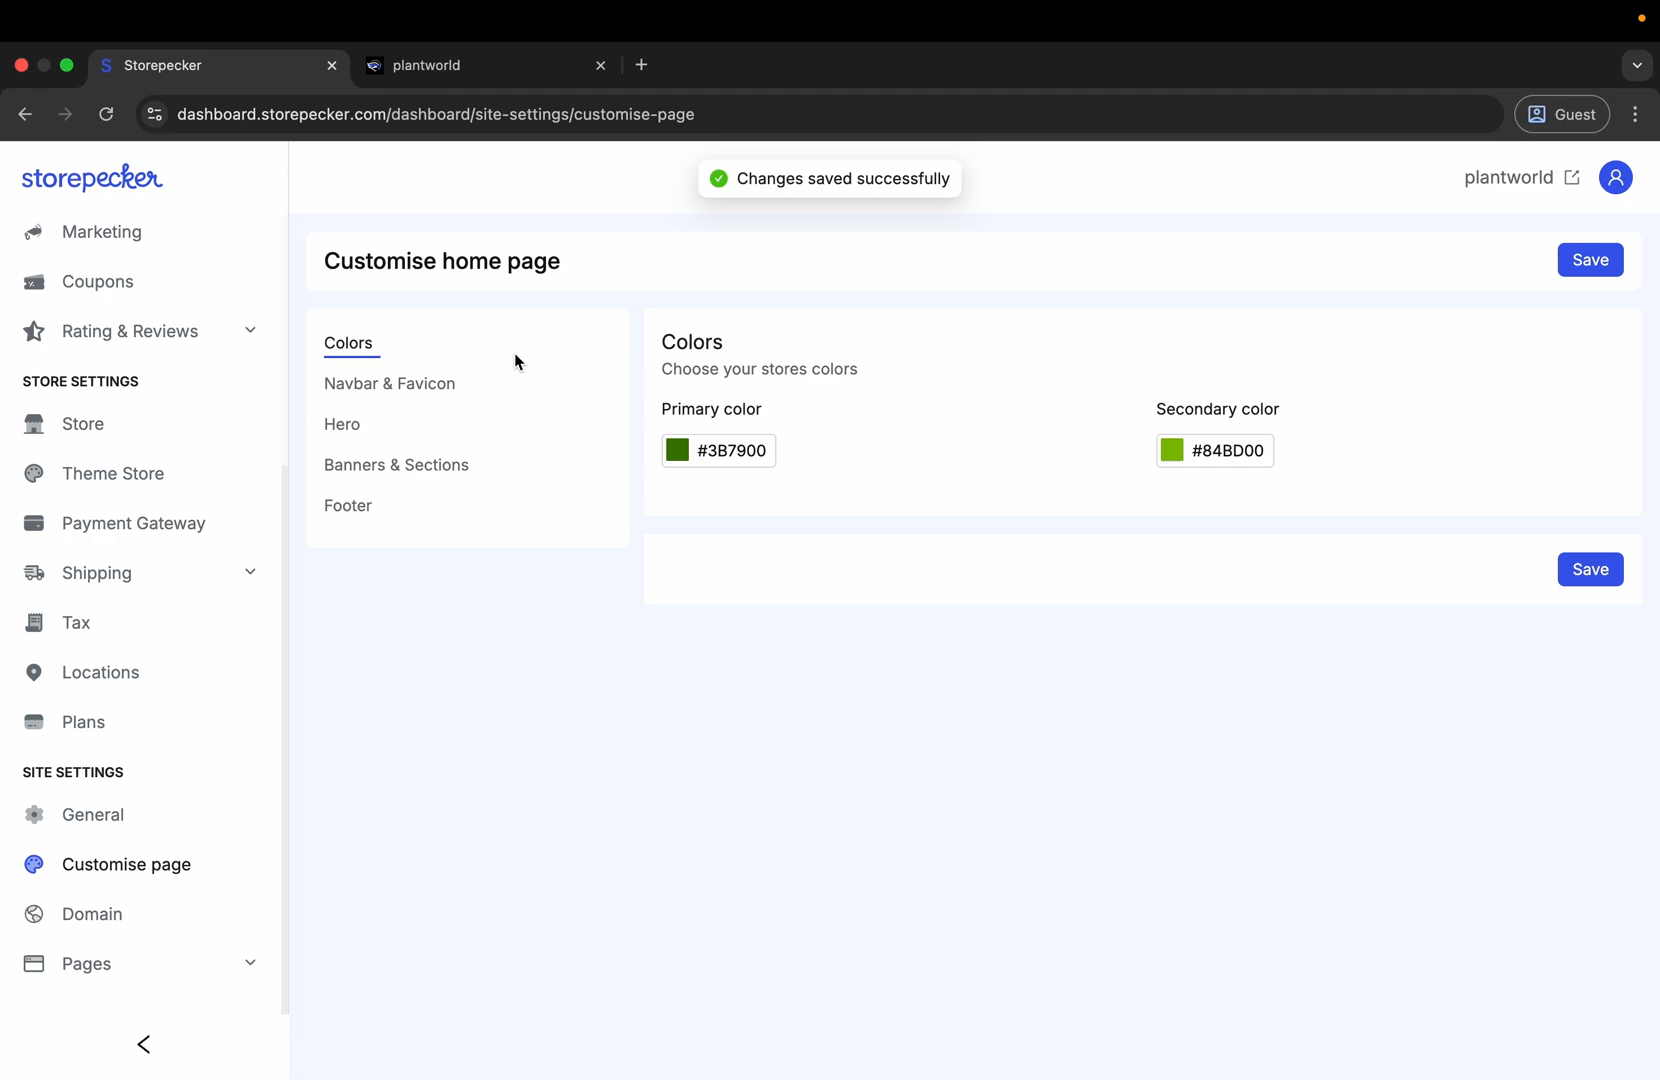 Storepecker
plantworld
dashboard.storepecker.com/dashboard/site-settings/customise-page
Guest
storepecker
Changes saved successfully
plantworld
Marketing
Coupons
Rating & Reviews
STORE SETTINGS
Store
Theme Store
Payment Gateway
Shipping
Tax
Locations
Plans
SITE SETTINGS
General
Customise page
Domain
Pages
Customise home page
Save
Colors
Navbar & Favicon
Hero
Banners & Sections
Footer
Colors
Choose your stores colors
Primary color
Secondary color
#3B7900
#84BD00
Save